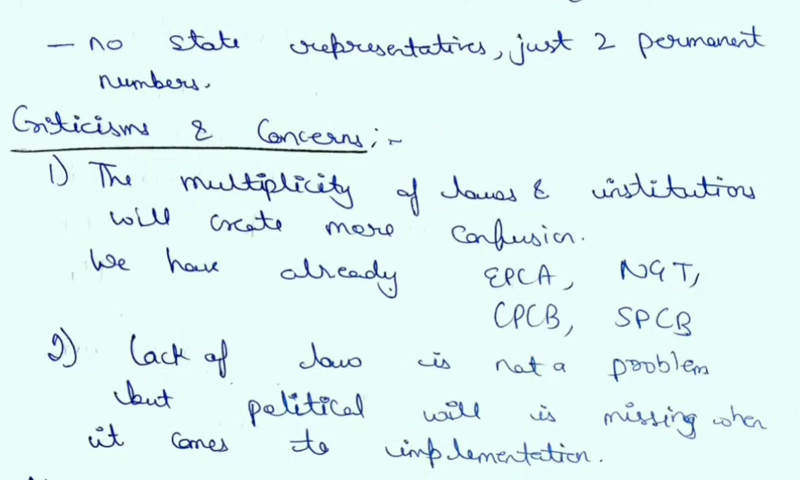 — no state representatives, just 2 permanent
numbers.
Criticisms & Concerns :-
1) The multiplicity of laws & institutions
will create more confusion.
We have already EPCA, NGT,
CPCB, SPCB
2) Lack of law is not a problem
but political will is missing when
it comes to implementation.